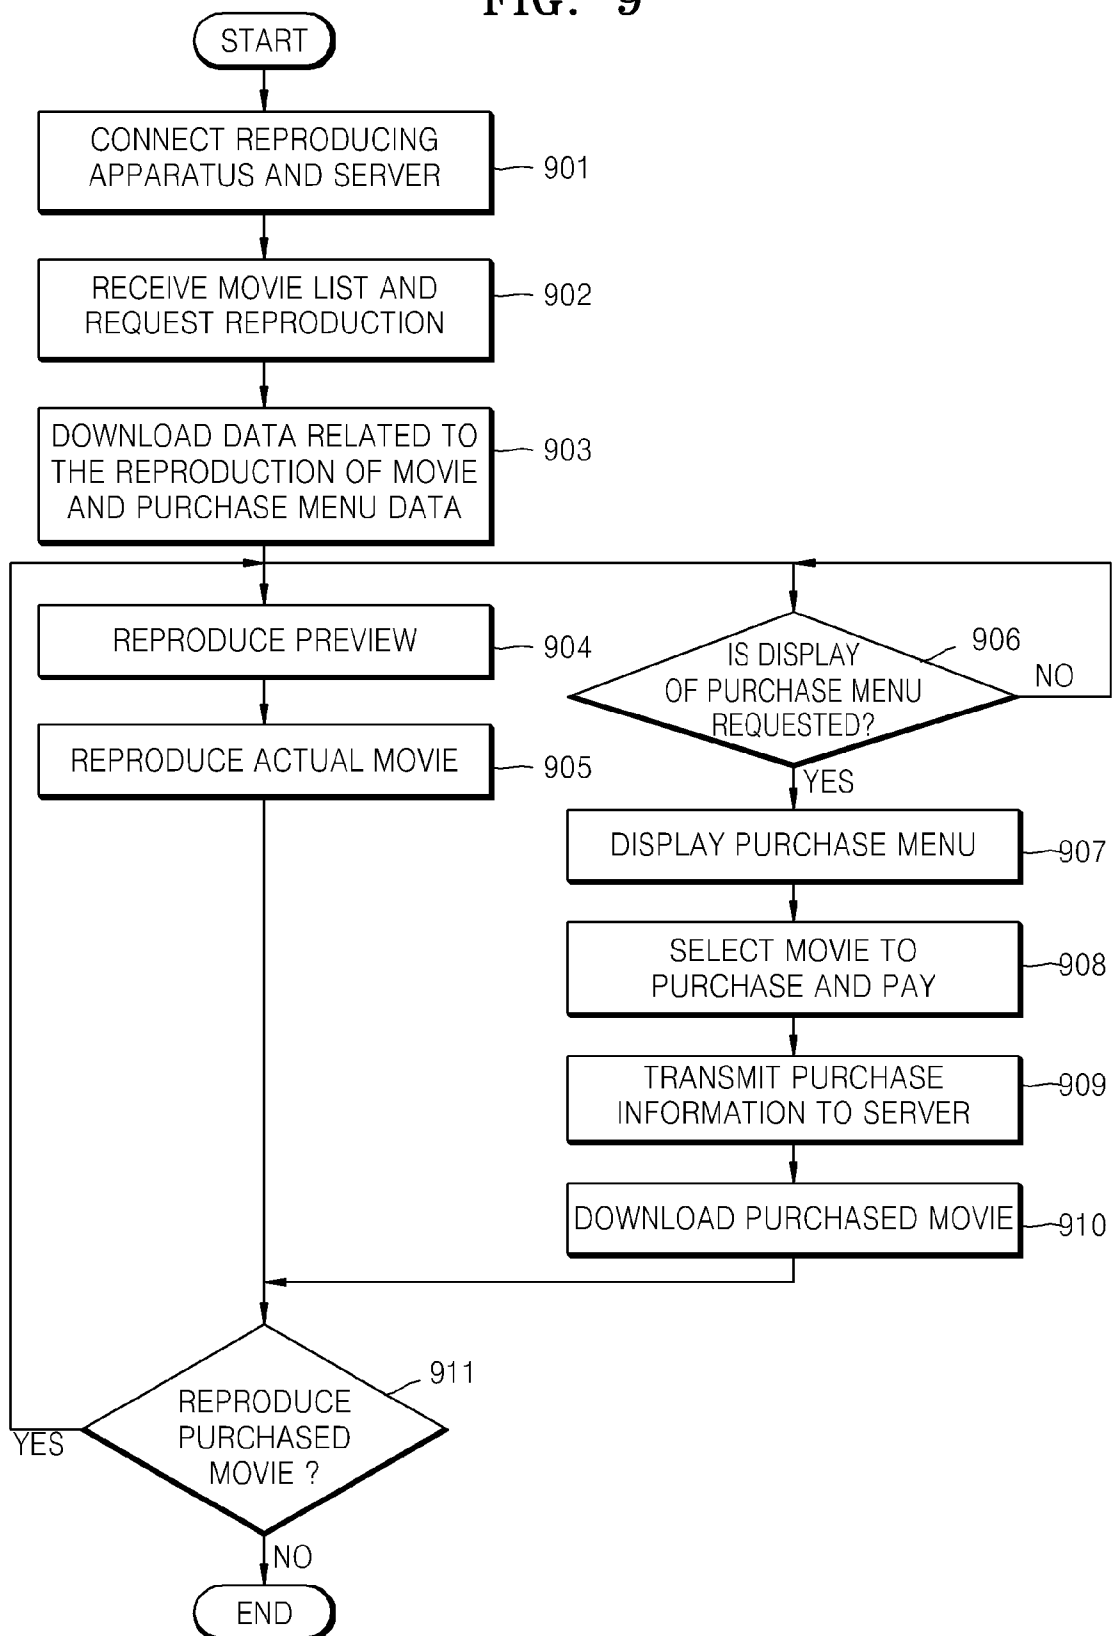 FIG. 9
START
CONNECT REPRODUCING
APPARATUS AND SERVER
901
RECEIVE MOVIE LIST AND
REQUEST REPRODUCTION
902
DOWNLOAD DATA RELATED TO
THE REPRODUCTION OF MOVIE
AND PURCHASE MENU DATA
903
REPRODUCE PREVIEW
904
REPRODUCE ACTUAL MOVIE
905
IS DISPLAY
OF PURCHASE MENU
REQUESTED?
906
NO
YES
DISPLAY PURCHASE MENU
907
SELECT MOVIE TO
PURCHASE AND PAY
908
TRANSMIT PURCHASE
INFORMATION TO SERVER
909
DOWNLOAD PURCHASED MOVIE
910
REPRODUCE
PURCHASED
MOVIE ?
911
YES
NO
END